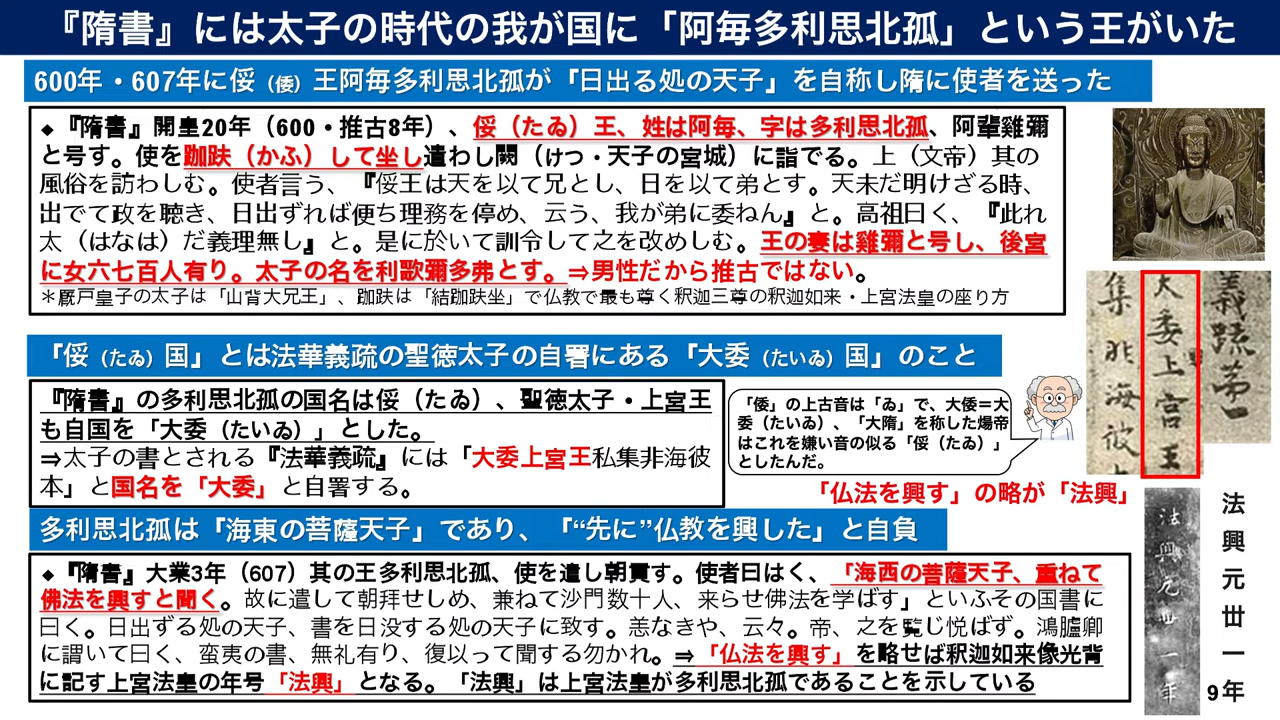 『隋書』には太子の時代の我が国に「阿毎多利思北孤」という王がいた
600年・607年に俀（倭）王阿毎多利思北孤が「日出る処の天子」を自称し隋に使者を送った
◆『隋書』開皇20年（600・推古8年）、俀（たゐ）王、姓は阿毎、字は多利思北孤、阿輩雞彌
と号す。使を跏趺（かふ）して坐し遣わし闕（けつ・天子の宮城）に詣でる。上（文帝）其の
風俗を訪わしむ。使者言う、『俀王は天を以て兄とし、日を以て弟とす。天未だ明けざる時、
出でて政を聴き、日出ずれば便ち理務を停め、云う、我が弟に委ねん』と。高祖曰く、『此れ
太（はなは）だ義理無し』と。是に於いて訓令して之を改めしむ。王の妻は雞彌と号し、後宮
に女六七百人有り。太子の名を利歌彌多弗とす。⇒男性だから推古ではない。
＊厩戸皇子の太子は「山背大兄王」、跏趺は「結跏趺坐」で仏教で最も尊く釈迦三尊の釈迦如来・上宮法皇の座り方
「俀（たゐ）国」とは法華義疏の聖徳太子の自署にある「大委（たいゐ）国」のこと
『隋書』の多利思北孤の国名は俀（たゐ）、聖徳太子・上宮王
も自国を「大委（たいゐ）」とした。
⇒太子の書とされる『法華義疏』には「大委上宮王私集非海彼
本」と国名を「大委」と自署する。
「倭」の上古音は「ゐ」で、大倭＝大
委（たいゐ）、「大隋」を称した煬帝
はこれを嫌い音の似る「俀（たゐ）」
としたんだ。
義疏第一
大委上宮王
集非海彼
「仏法を興す」の略が「法興」
多利思北孤は「海東の菩薩天子」であり、「“先に”仏教を興した」と自負
◆『隋書』大業3年（607）其の王多利思北孤、使を遣し朝貢す。使者曰はく、「海西の菩薩天子、重ねて
佛法を興すと聞く。故に遣して朝拝せしめ、兼ねて沙門数十人、来らせ佛法を学ばす」といふその国書に
曰く。日出ずる処の天子、書を日没する処の天子に致す。恙なきや、云々。帝、之を覧じ悦ばず。鴻臚卿
に謂いて曰く、蛮夷の書、無礼有り、復以って聞する勿かれ。⇒「仏法を興す」を略せば釈迦如来像光背
に記す上宮法皇の年号「法興」となる。「法興」は上宮法皇が多利思北孤であることを示している
法興元丗一年
法興元丗一
9年